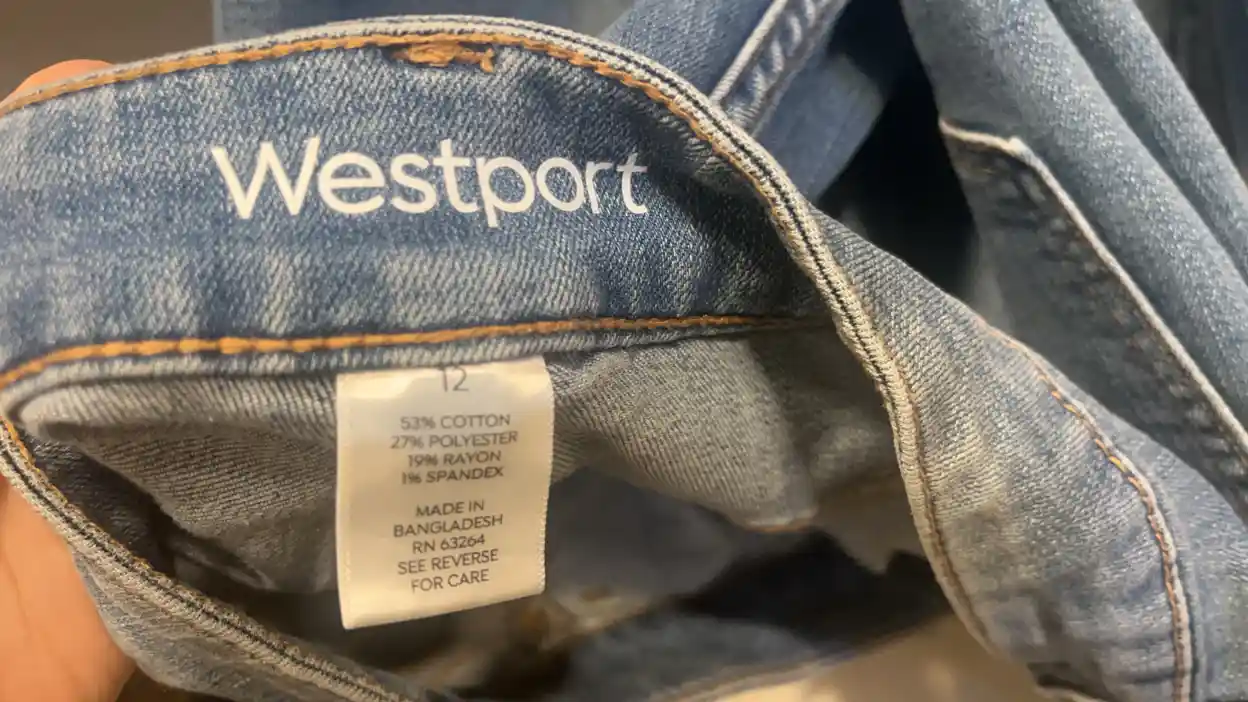 Westport
12
53% COTTON
27% POLYESTER
19% RAYON
1% SPANDEX
MADE IN
BANGLADESH
RN 63264
SEE REVERSE
FOR CARE